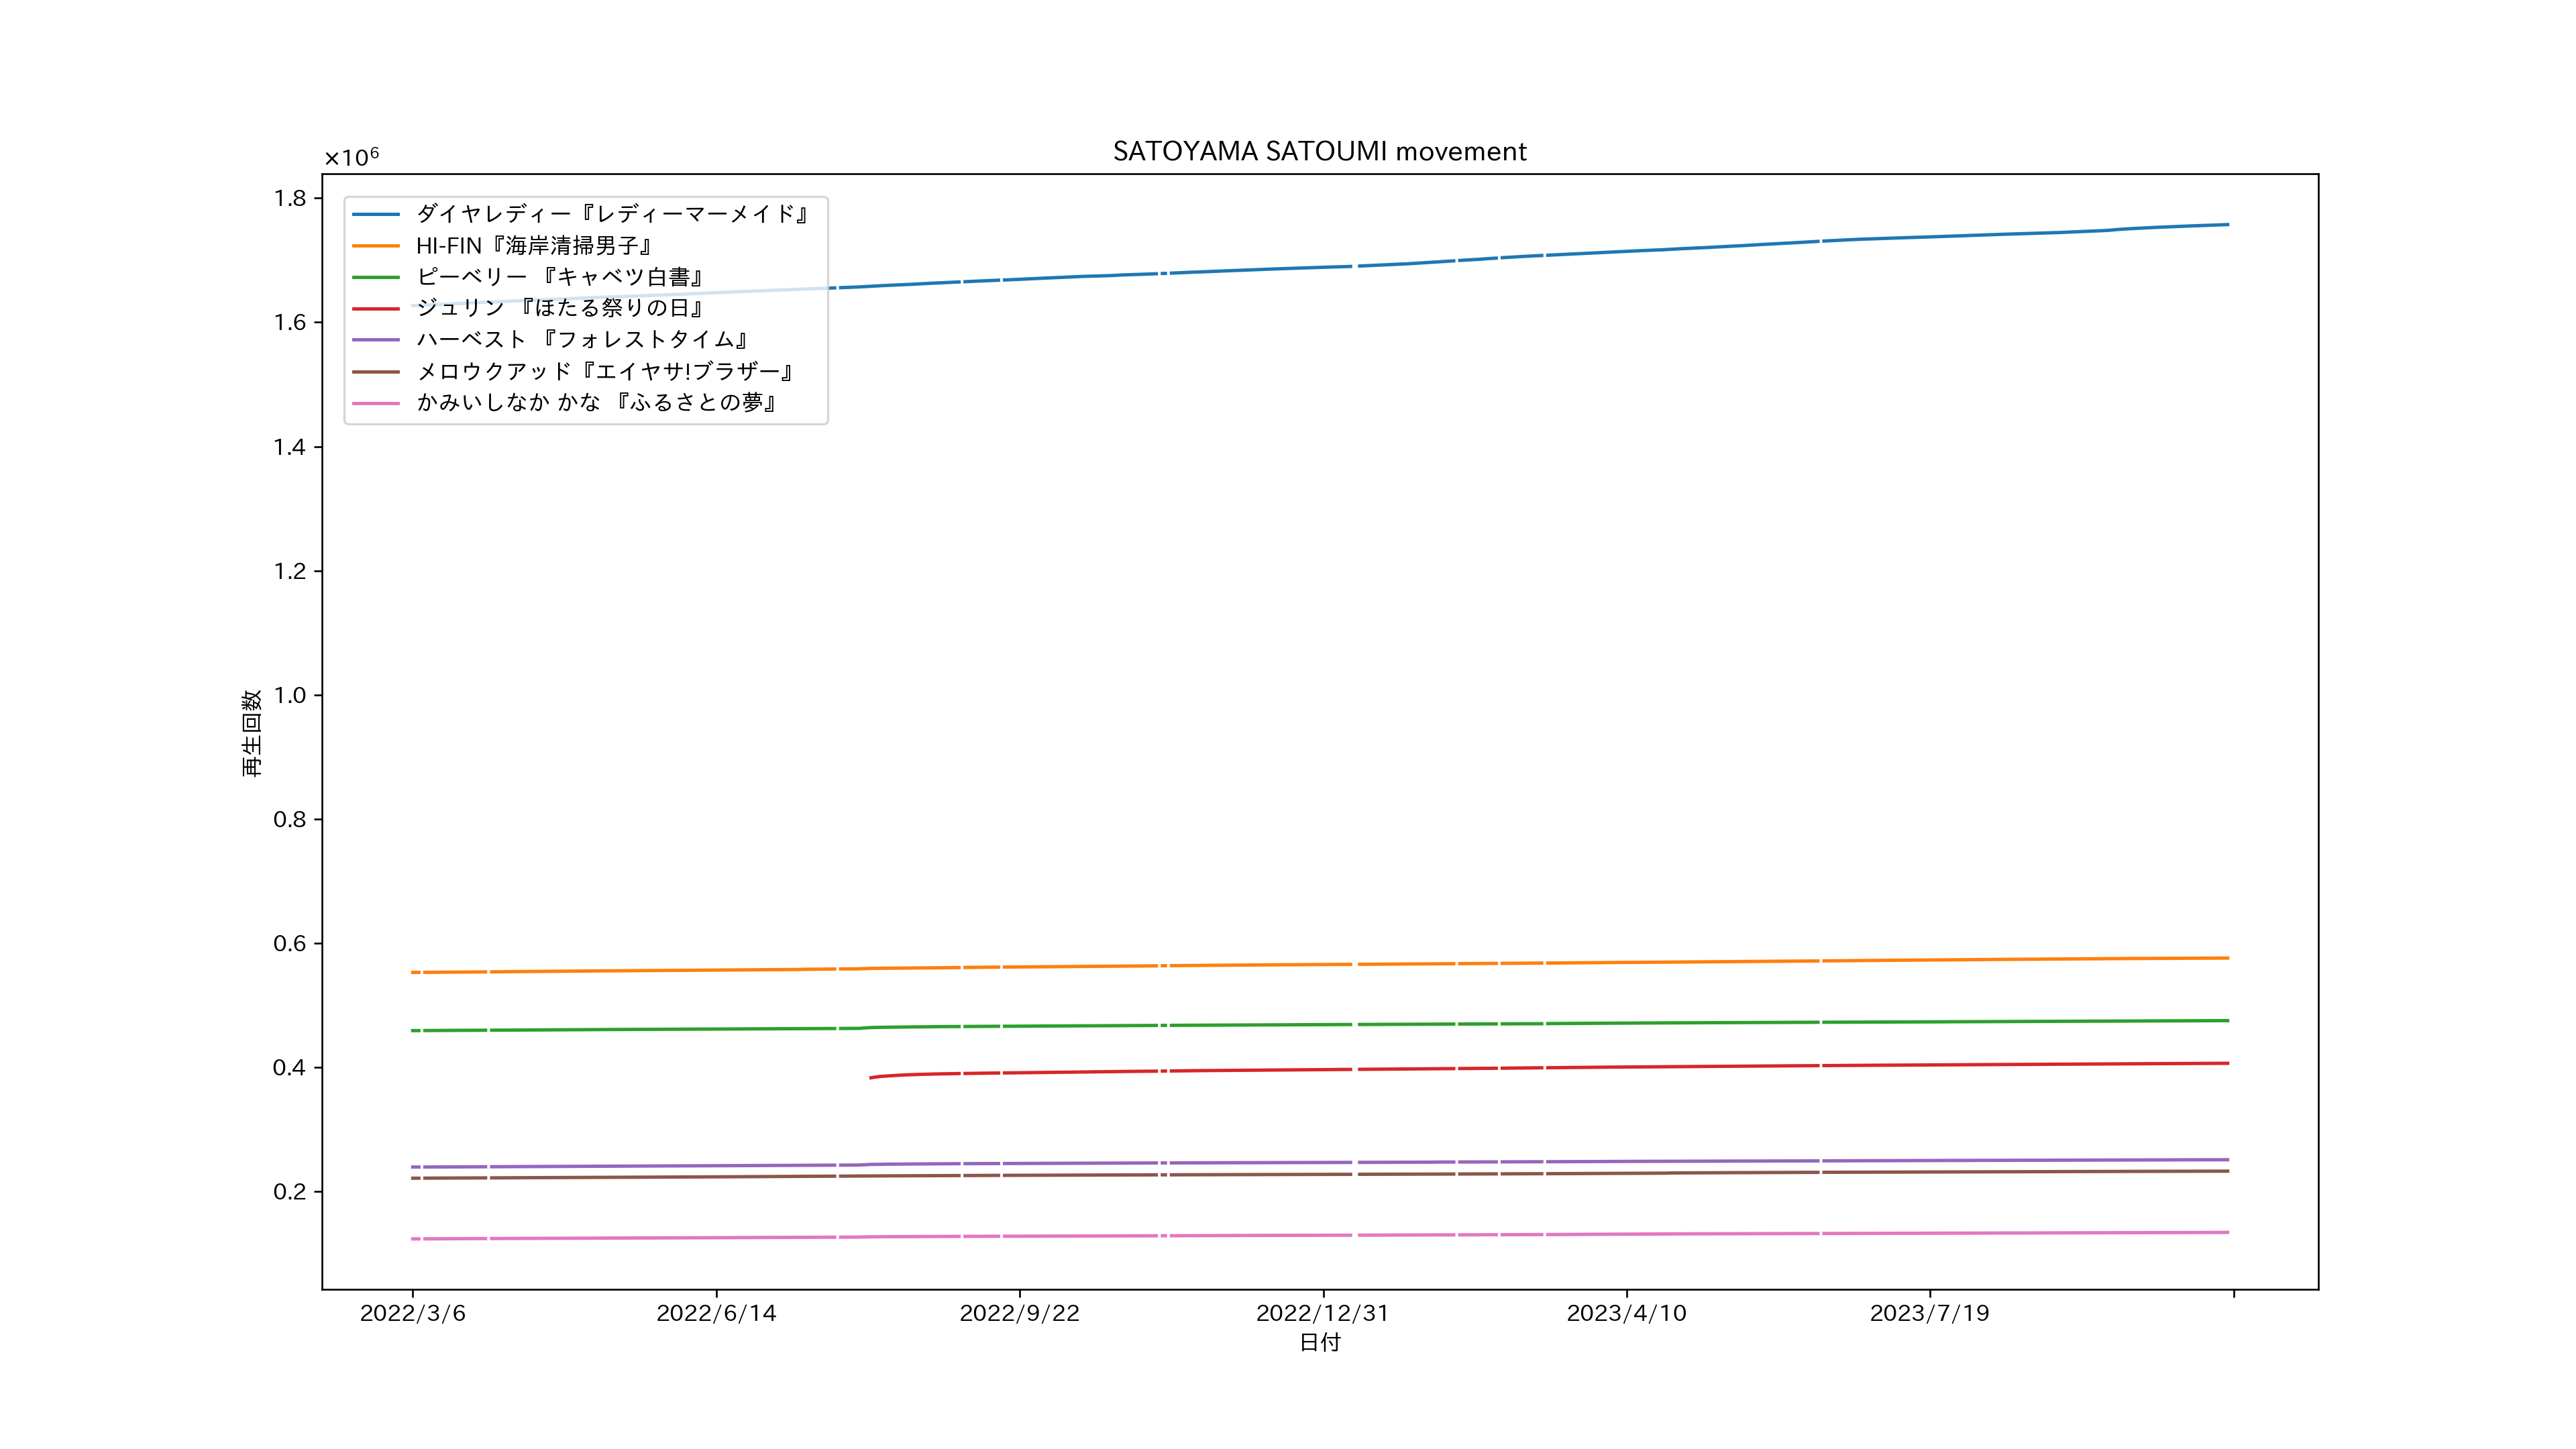 SATOYAMA SATOUMI movement
×10⁶
1.8
1.6
1.4
1.2
1.0
0.8
0.6
0.4
0.2
再生回数
ダイヤレディー『レディーマーメイド』
HI-FIN『海岸清掃男子』
ピーベリー 『キャベツ白書』
ジュリン 『ほたる祭りの日』
ハーベスト 『フォレストタイム』
メロウクアッド『エイヤサ!ブラザー』
かみいしなか かな 『ふるさとの夢』
2022/3/6 2022/6/14 2022/9/22 2022/12/31 2023/4/10 2023/7/19
日付